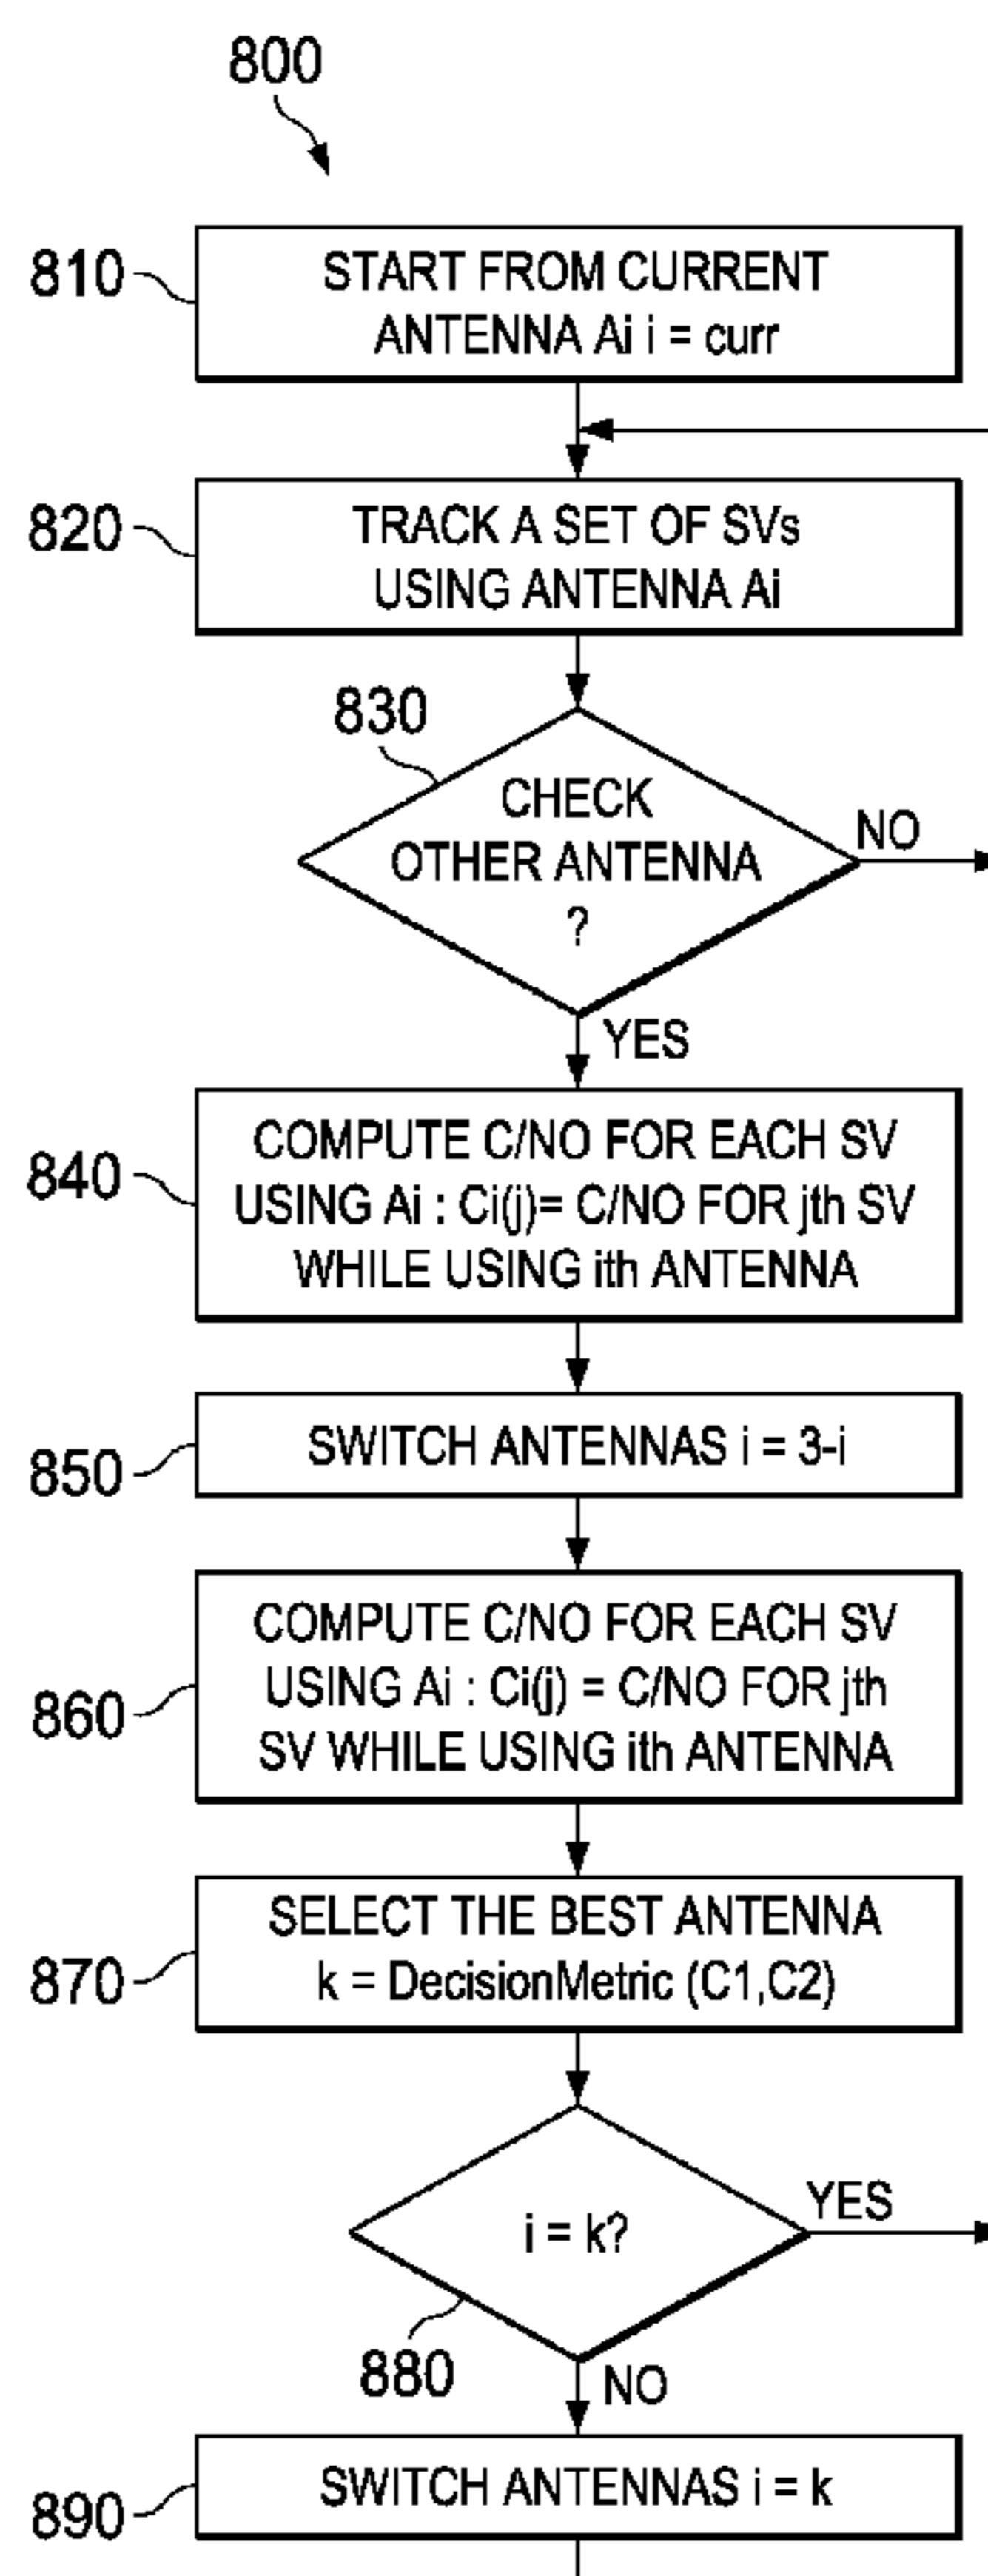 800
810
START FROM CURRENT
ANTENNA Ai i = curr
820
TRACK A SET OF SVs
USING ANTENNA Ai
830
CHECK
OTHER ANTENNA
?
NO
YES
840
COMPUTE C/NO FOR EACH SV
USING Ai : Ci(j)= C/NO FOR jth SV
WHILE USING ith ANTENNA
850
SWITCH ANTENNAS i = 3-i
860
COMPUTE C/NO FOR EACH SV
USING Ai : Ci(j) = C/NO FOR jth
SV WHILE USING ith ANTENNA
870
SELECT THE BEST ANTENNA
k = DecisionMetric (C1,C2)
i = k?
YES
880
NO
890
SWITCH ANTENNAS i = k